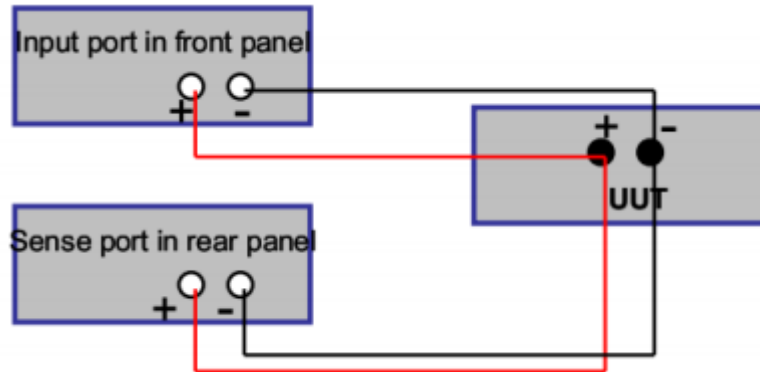 Input port in front panel
+ -
+ -
UUT
Sense port in rear panel
+ -